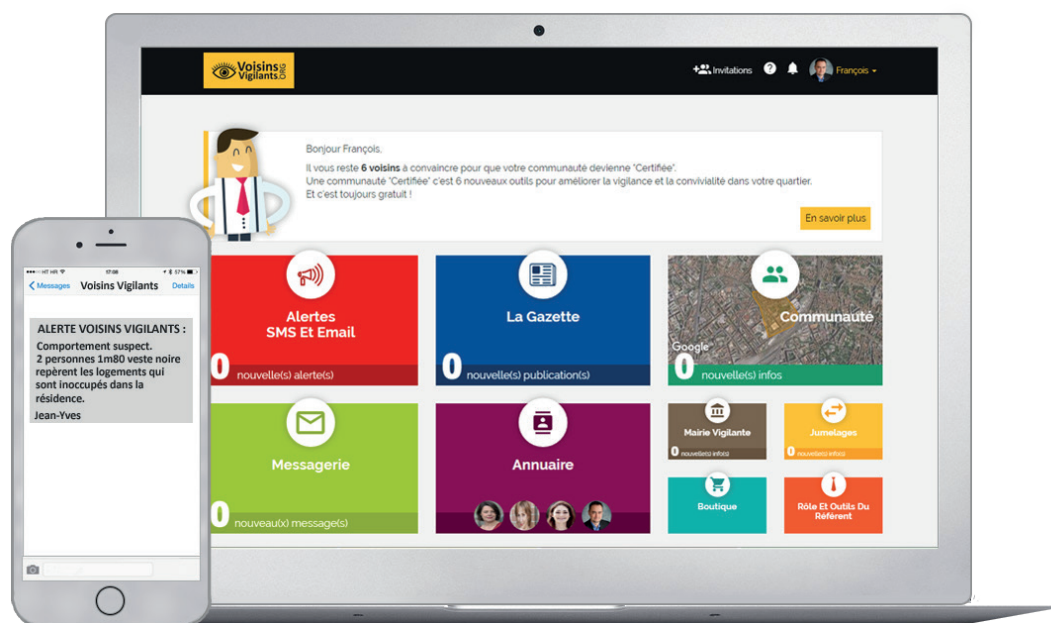 Voisins
Vigilants.ORG
Invitations
?
François
Bonjour François,
Il vous reste 6 voisins à convaincre pour que votre communauté devienne "Certifiée".
Une communauté "Certifiée" c'est 6 nouveaux outils pour améliorer la vigilance et la convivialité dans votre quartier.
Et c'est toujours gratuit !
En savoir plus
Alertes
SMS Et Email
0 nouvelle(s) alerte(s)
La Gazette
0 nouvelle(s) publication(s)
Communauté
Google
0 nouvelle(s) infos
Messagerie
0 nouveau(x) message(s)
Annuaire
Mairie Vigilante
0 nouvelle(s) info(s)
Jumelages
0 nouvelle(s) info(s)
Boutique
Rôle Et Outils Du
Référent
17:08
57%
Messages
Voisins Vigilants
Details
ALERTE VOISINS VIGILANTS :
Comportement suspect.
2 personnes 1m80 veste noire
repèrent les logements qui
sont inoccupés dans la
résidence.
Jean-Yves